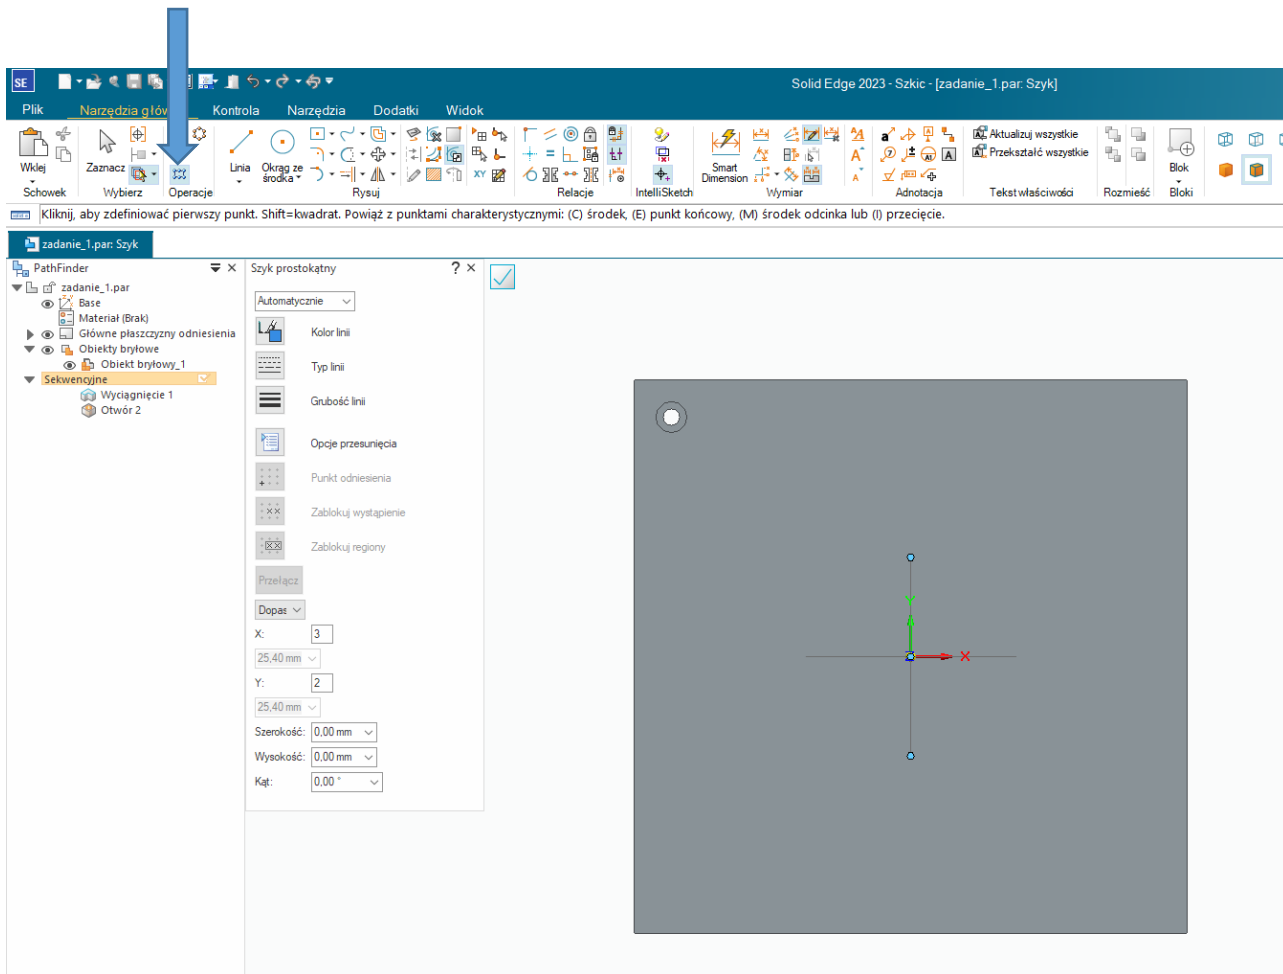 SE
Solid Edge 2023 - Szkic - [zadanie_1.par: Szyk]
Plik Kontrola Narzędzia Dodatki Widok
Narzędzia
Aktualizuj wszystkie
Przekształć wszystkie
Wklej
Zaznacz
Linia
Okrąg ze środka
Smart Dimension
Blok
Schowek Wybierz Operacje Rysuj Relacje IntelliSketch Wymiar Adnotacja Tekst właściwości Rozmieść Bloki
Kliknij, aby zdefiniować pierwszy punkt. Shift=kwadrat. Powiąż z punktami charakterystycznymi: (C) środek, (E) punkt końcowy, (M) środek odcinka lub (I) przecięcie.
zadanie_1.par: Szyk
PathFinder
zadanie_1.par
Base
Materiał (Brak)
Główne płaszczyzny odniesienia
Obiekty bryłowe
Obiekt bryłowy_1
Sekwencyjne
Wyciągnięcie 1
Otwór 2
Szyk prostokątny ? ×
Automatycznie
Kolor linii
Typ linii
Grubość linii
Opcje przesunięcia
Punkt odniesienia
Zablokuj wystąpienie
Zablokuj regiony
Przełącz
Dopas
X: 3
25,40 mm
Y: 2
25,40 mm
Szerokość: 0,00 mm
Wysokość: 0,00 mm
Kąt: 0,00 °
Y
X